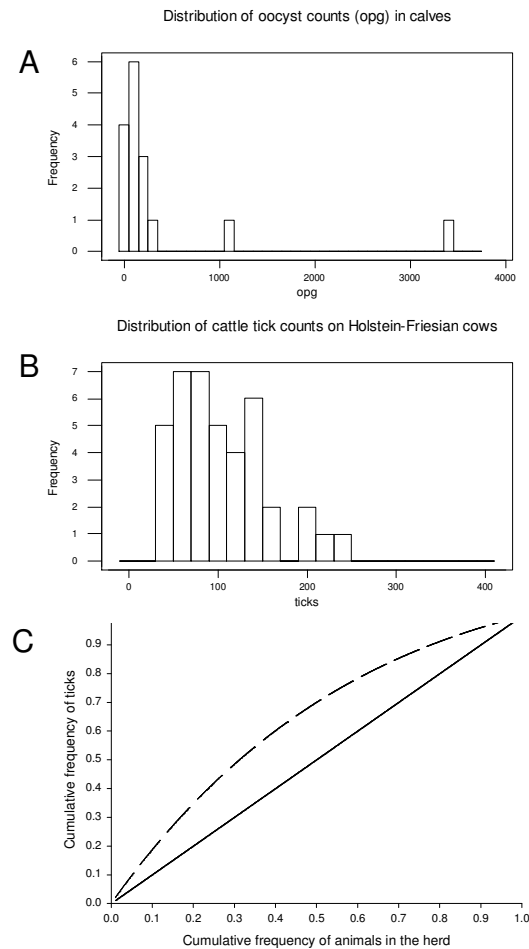 Distribution of oocyst counts (opg) in calves
A
6
5
4
3
2
1
0
Frequency
0 1000 2000 3000 4000
opg
Distribution of cattle tick counts on Holstein-Friesian cows
B
7
6
5
4
3
2
1
0
Frequency
0 100 200 300 400
ticks
C
0.9
0.8
0.7
0.6
0.5
0.4
0.3
0.2
0.1
0.0
Cumulative frequency of ticks
0.0 0.1 0.2 0.3 0.4 0.5 0.6 0.7 0.8 0.9 1.0
Cumulative frequency of animals in the herd